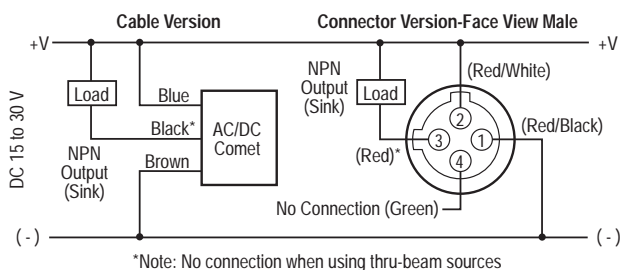 Cable Version
Connector Version-Face View Male
+V
+V
DC 15 to 30 V
Load
NPN
Output
(Sink)
Blue
Black*
Brown
AC/DC
Comet
NPN
Output
(Sink)
Load
(Red/White)
(Red/Black)
(Red)*
2
3
1
4
No Connection (Green)
(-)
(-)
*Note: No connection when using thru-beam sources